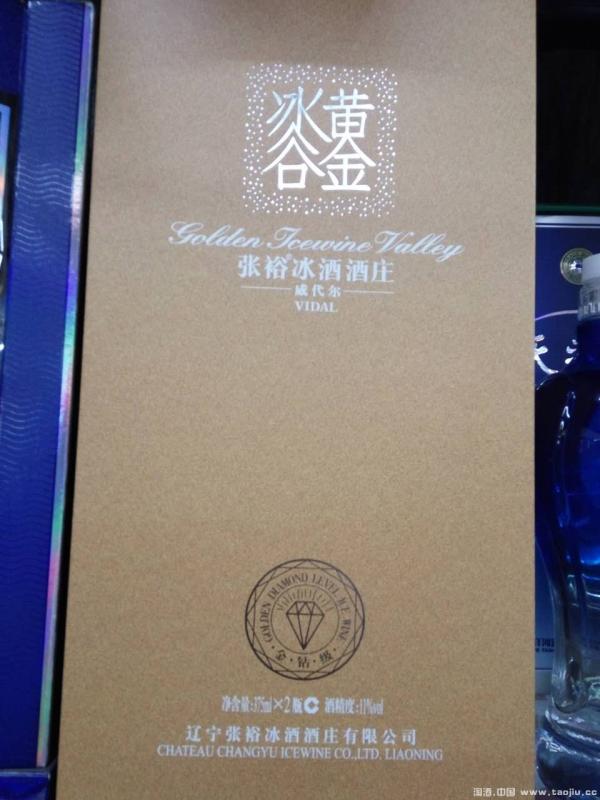 黄金
冰谷
Golden Icewine Valley
张裕®冰酒酒庄
威代尔
VIDAL
GOLDEN DIAMOND LEVEL ICE WINE
金·钻·级
净含量:375ml×2瓶 C 酒精度:11%vol
辽宁张裕冰酒酒庄有限公司
CHATEAU CHANGYU ICEWINE CO.,LTD. LIAONING
淘酒.中国 www.taojiu.cc